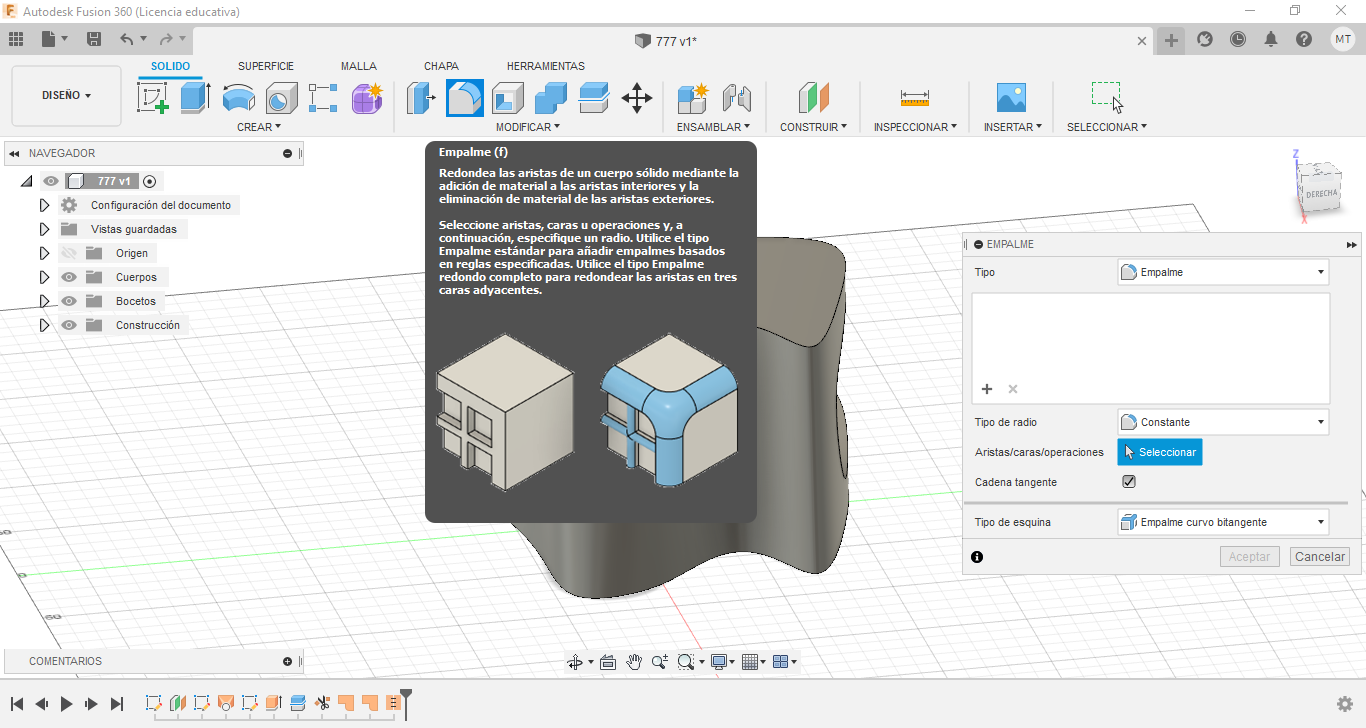 Autodesk Fusion 360 (Licencia educativa)
777 v1*
MT
SOLIDO
SUPERFICIE
MALLA
CHAPA
HERRAMIENTAS
DISEÑO
CREAR
MODIFICAR
ENSAMBLAR
CONSTRUIR
INSPECCIONAR
INSERTAR
SELECCIONAR
NAVEGADOR
777 v1
Configuración del documento
Vistas guardadas
Origen
Cuerpos
Bocetos
Construcción
Empalme (f)
Redondea las aristas de un cuerpo sólido mediante la
adición de material a las aristas interiores y la
eliminación de material de las aristas exteriores.
Seleccione aristas, caras u operaciones y, a
continuación, especifique un radio. Utilice el tipo
Empalme estándar para añadir empalmes basados
en reglas especificadas. Utilice el tipo Empalme
redondo completo para redondear las aristas en tres
caras adyacentes.
Z
DERECHA
X
EMPALME
Tipo
Empalme
Tipo de radio
Constante
Aristas/caras/operaciones
Seleccionar
Cadena tangente
Tipo de esquina
Empalme curvo bitangente
Aceptar
Cancelar
COMENTARIOS